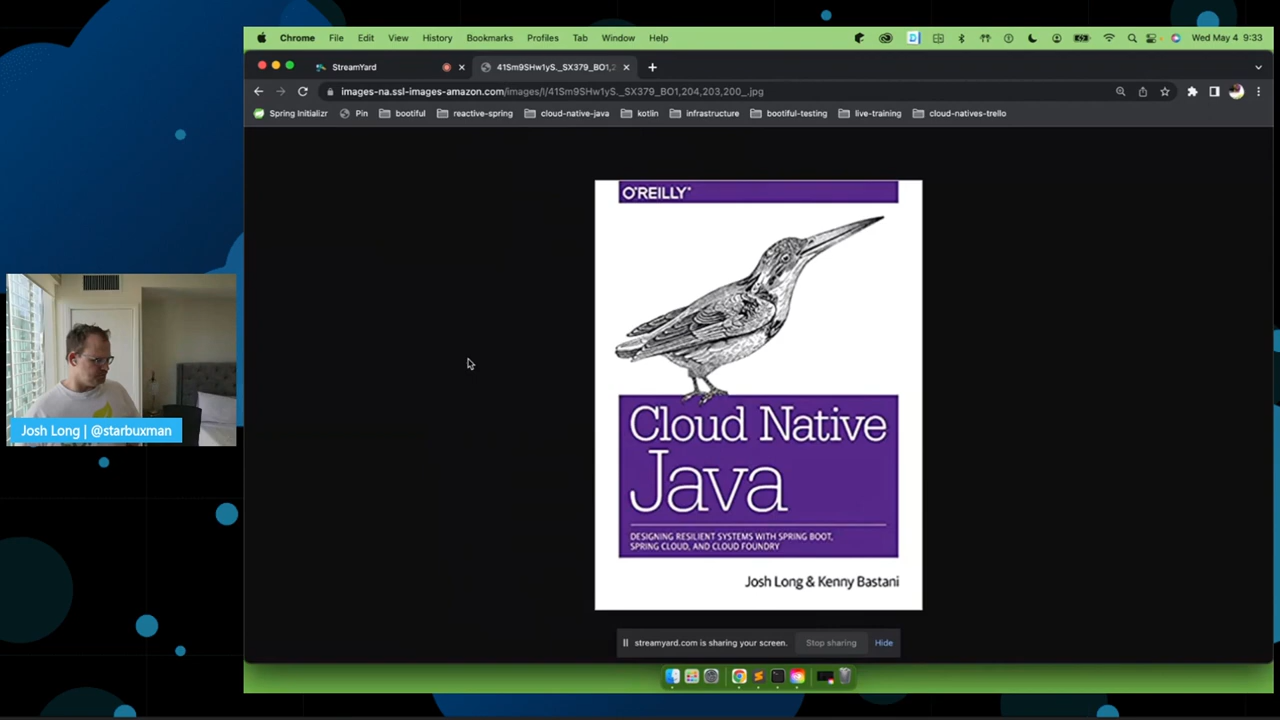 Chrome File Edit View History Bookmarks Profiles Tab Window Help
Wed May 4 9:33
StreamYard
41Sm9SHw1yS._SX379_BO1,2
images-na.ssl-images-amazon.com/images/I/41Sm9SHw1yS._SX379_BO1,204,203,200_.jpg
Spring Initializr Pin bootiful reactive-spring cloud-native-java kotlin infrastructure bootiful-testing live-training cloud-natives-trello
O'REILLY®
Cloud Native
Java
DESIGNING RESILIENT SYSTEMS WITH SPRING BOOT,
SPRING CLOUD, AND CLOUD FOUNDRY
Josh Long & Kenny Bastani
Josh Long | @starbuxman
streamyard.com is sharing your screen. Stop sharing Hide